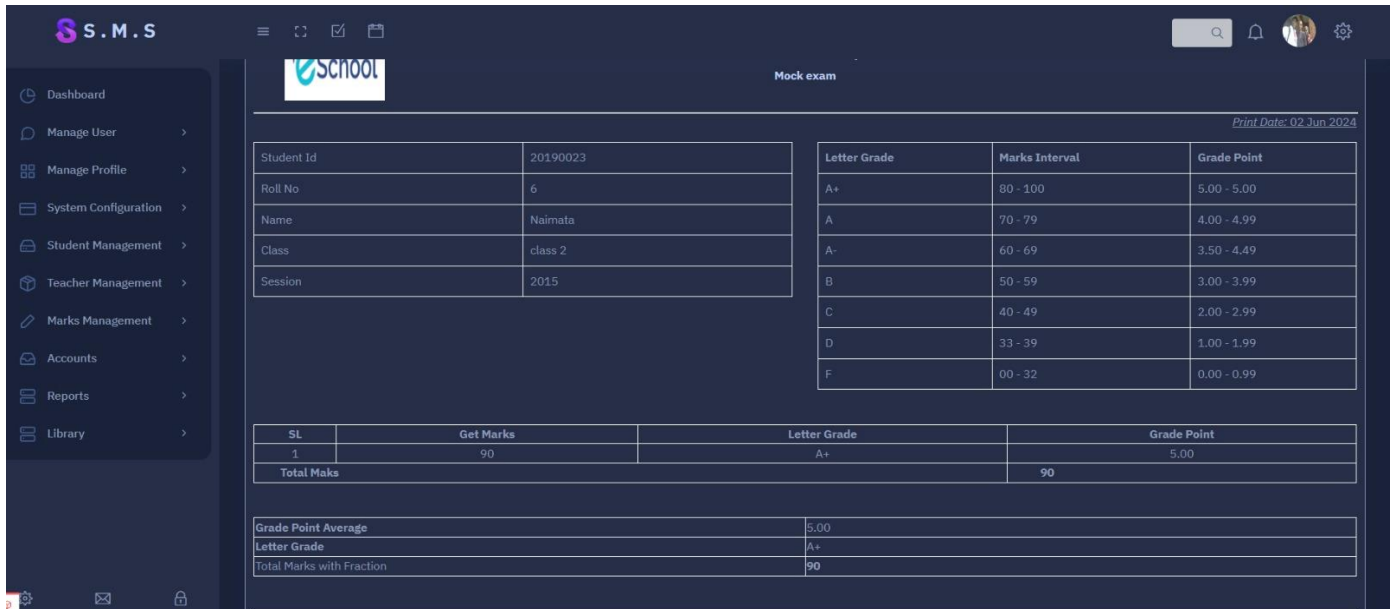 S.M.S
Dashboard
Manage User
Manage Profile
System Configuration
Student Management
Teacher Management
Marks Management
Accounts
Reports
Library
eSchool
Mock exam
Print Date: 02 Jun 2024
Student Id 20190023
Roll No 6
Name Naimata
Class class 2
Session 2015
Letter Grade Marks Interval Grade Point
A+ 80 - 100 5.00 - 5.00
A 70 - 79 4.00 - 4.99
A- 60 - 69 3.50 - 4.49
B 50 - 59 3.00 - 3.99
C 40 - 49 2.00 - 2.99
D 33 - 39 1.00 - 1.99
F 00 - 32 0.00 - 0.99
SL Get Marks Letter Grade Grade Point
1 90 A+ 5.00
Total Maks 90
Grade Point Average 5.00
Letter Grade A+
Total Marks with Fraction 90